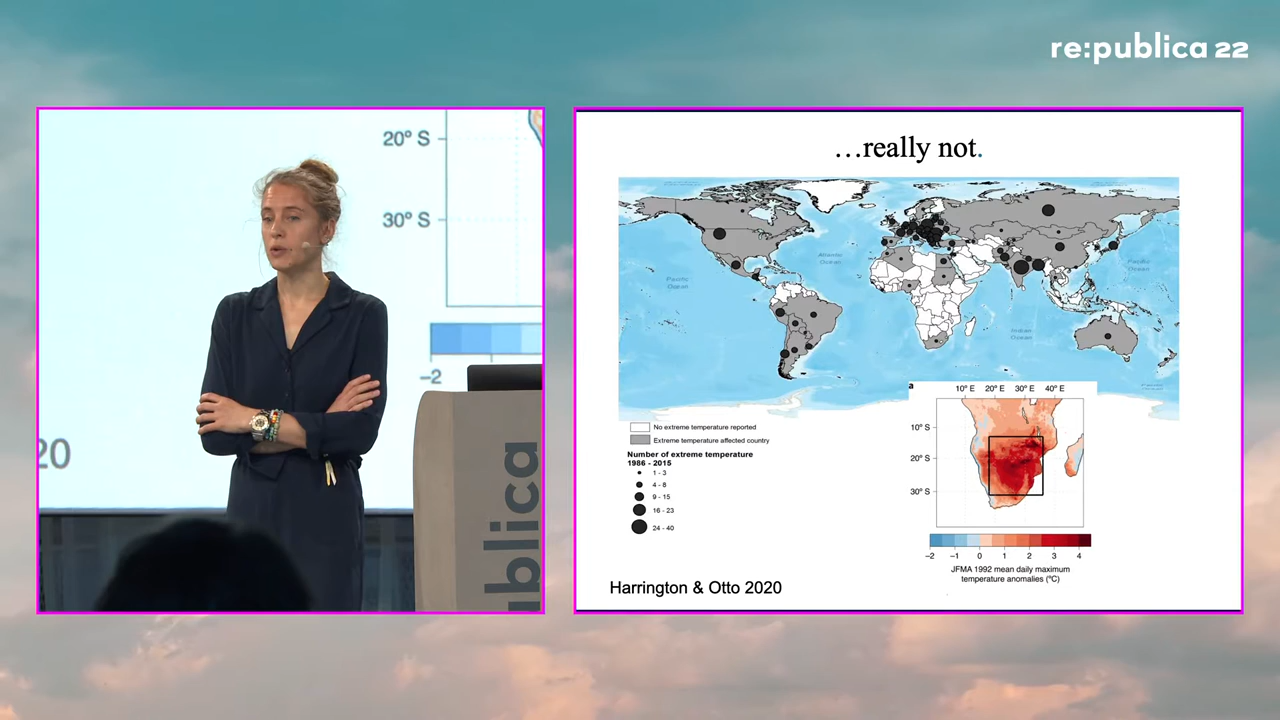 re:publica 22
20° S
30° S
-2
20
ublica
…really not.
Atlantic
Ocean
Pacific
Ocean
Pacific
Ocean
Indian
Ocean
No extreme temperature reported
Extreme temperature affected country
Number of extreme temperature
1986 - 2015
1 - 3
4 - 8
9 - 15
16 - 23
24 - 40
a
10° E 20° E 30° E 40° E
10° S
20° S
30° S
-2 -1 0 1 2 3 4
JFMA 1992 mean daily maximum
temperature anomalies (°C)
Harrington & Otto 2020